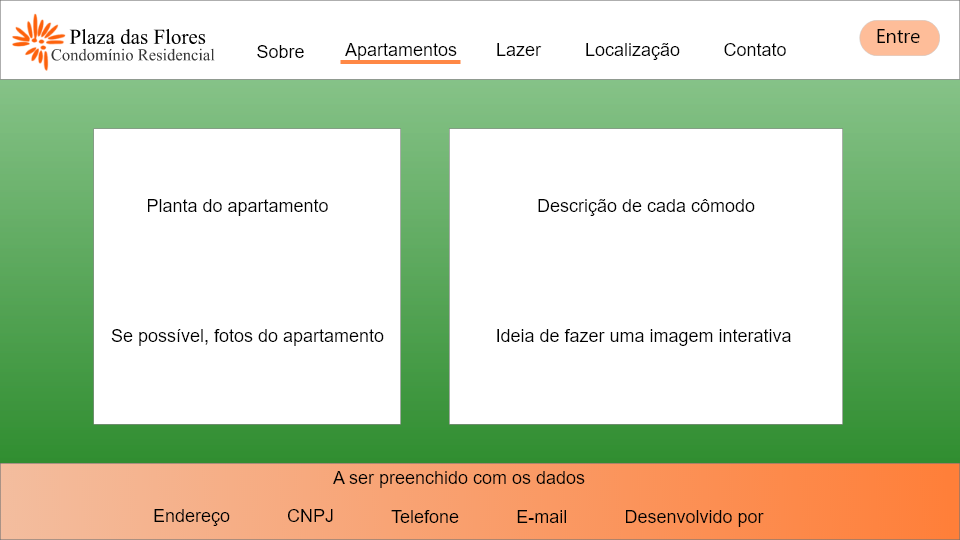 Plaza das Flores
Condomínio Residencial
Sobre
Apartamentos
Lazer
Localização
Contato
Entre
Planta do apartamento
Se possível, fotos do apartamento
Descrição de cada cômodo
Ideia de fazer uma imagem interativa
A ser preenchido com os dados
Endereço
CNPJ
Telefone
E-mail
Desenvolvido por